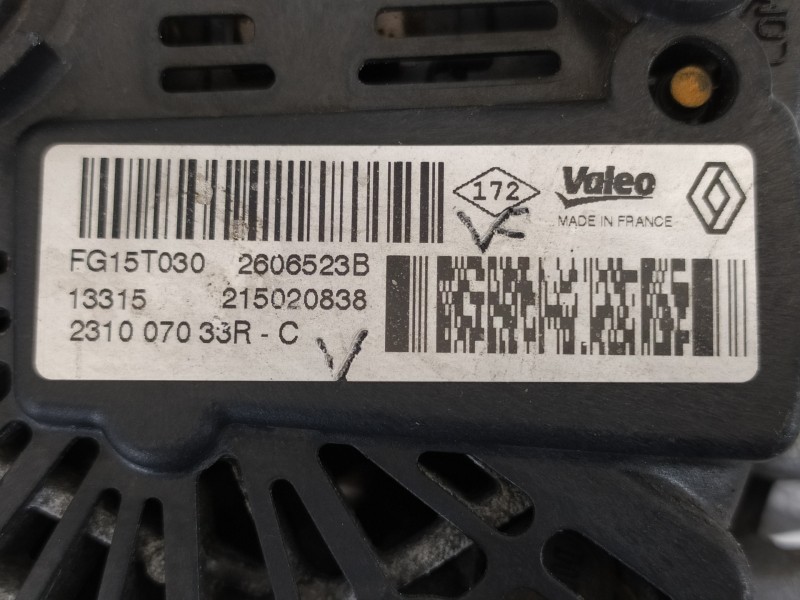 172 Valeo
MADE IN FRANCE
FG15T030 2606523B
13315 215020838
2310 070 33R - C